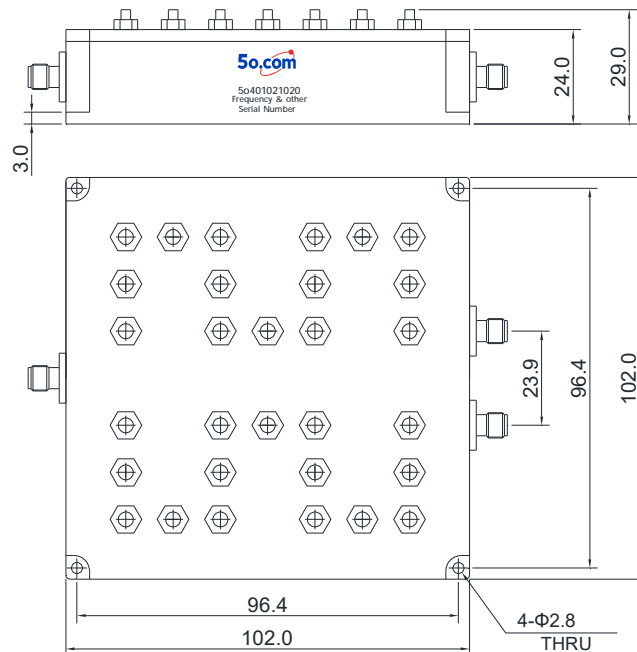 5o.com
5o401021020
Frequency & other
Serial Number
3.0
24.0
29.0
23.9
96.4
102.0
96.4
102.0
4-Φ2.8
THRU